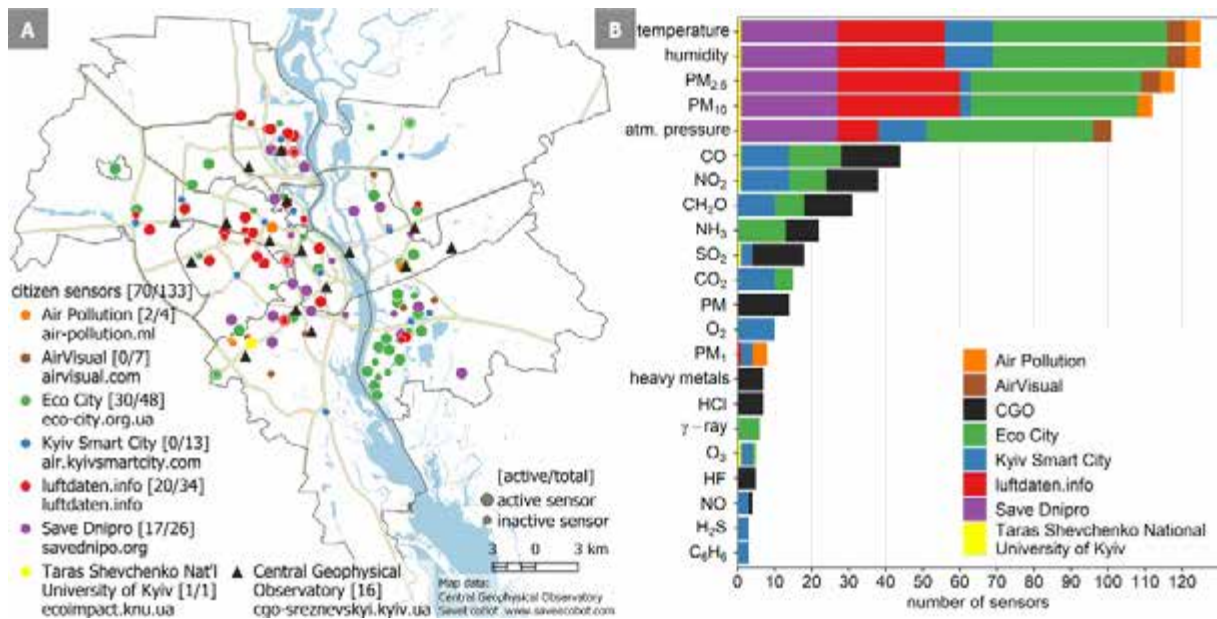 A
citizen sensors [70/133]
Air Pollution [2/4]
air-pollution.ml
AirVisual [0/7]
airvisual.com
Eco City [30/48]
eco-city.org.ua
Kyiv Smart City [0/13]
air.kyivsmartcity.com
luftdaten.info [20/34]
luftdaten.info
Save Dnipro [17/26]
savednipo.org
Taras Shevchenko Nat'l
University of Kyiv [1/1]
ecoimpact.knu.ua
Central Geophysical
Observatory [16]
cgo-sreznevskyi.kyiv.ua
[active/total]
active sensor
inactive sensor
3 0 3 km
Map data:
Central Geophysical Observatory
www.saveecobot.com
B
temperature
humidity
PM2.5
PM10
atm. pressure
CO
NO2
CH2O
NH3
SO2
CO2
PM
O2
PM1
heavy metals
HCl
γ-ray
O3
HF
NO
H2S
C6H6
0 10 20 30 40 50 60 70 80 90 100 110 120
number of sensors
Air Pollution
AirVisual
CGO
Eco City
Kyiv Smart City
luftdaten.info
Save Dnipro
Taras Shevchenko National
University of Kyiv